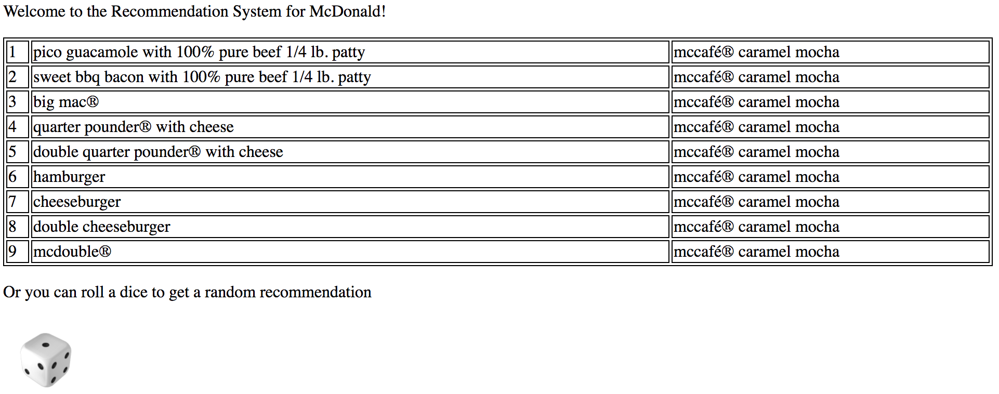 Welcome to the Recommendation System for McDonald!
1 pico guacamole with 100% pure beef 1/4 lb. patty mccafé® caramel mocha
2 sweet bbq bacon with 100% pure beef 1/4 lb. patty mccafé® caramel mocha
3 big mac® mccafé® caramel mocha
4 quarter pounder® with cheese mccafé® caramel mocha
5 double quarter pounder® with cheese mccafé® caramel mocha
6 hamburger mccafé® caramel mocha
7 cheeseburger mccafé® caramel mocha
8 double cheeseburger mccafé® caramel mocha
9 mcdouble® mccafé® caramel mocha
Or you can roll a dice to get a random recommendation